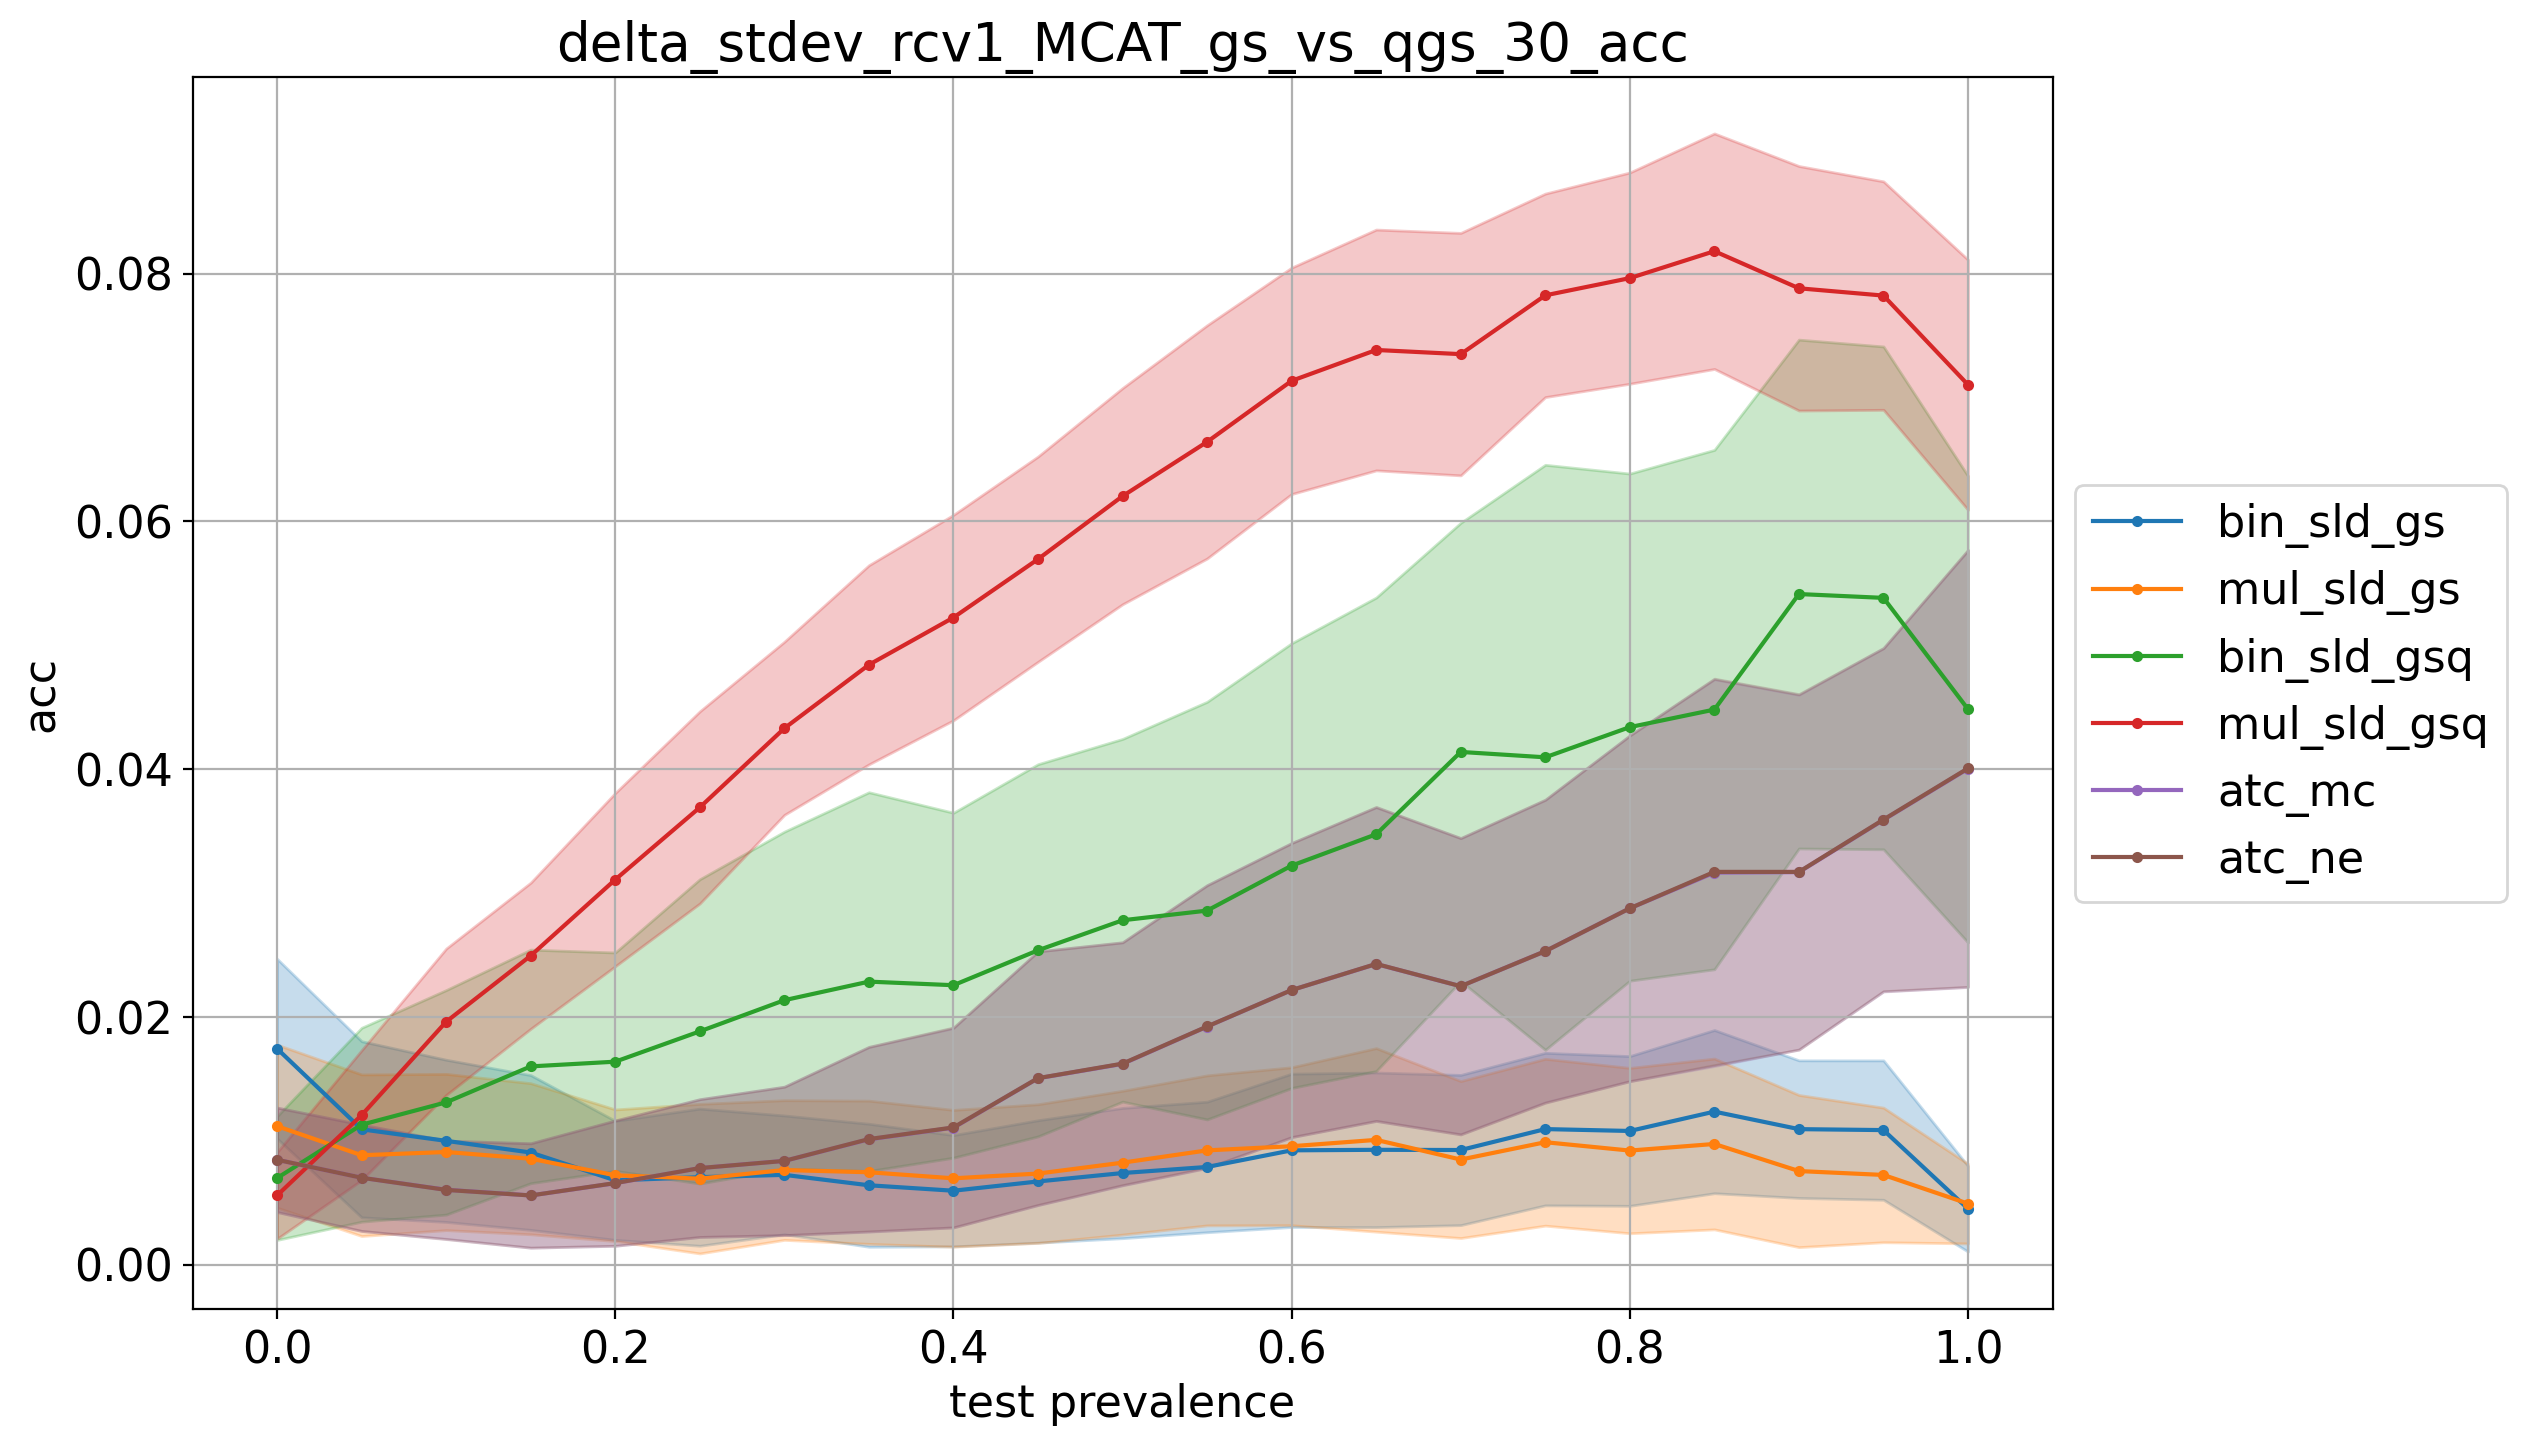 delta_stdev_rcv1_MCAT_gs_vs_qgs_30_acc
0.08
0.06
0.04
0.02
0.00
acc
0.0 0.2 0.4 0.6 0.8 1.0
test prevalence
bin_sld_gs
mul_sld_gs
bin_sld_gsq
mul_sld_gsq
atc_mc
atc_ne